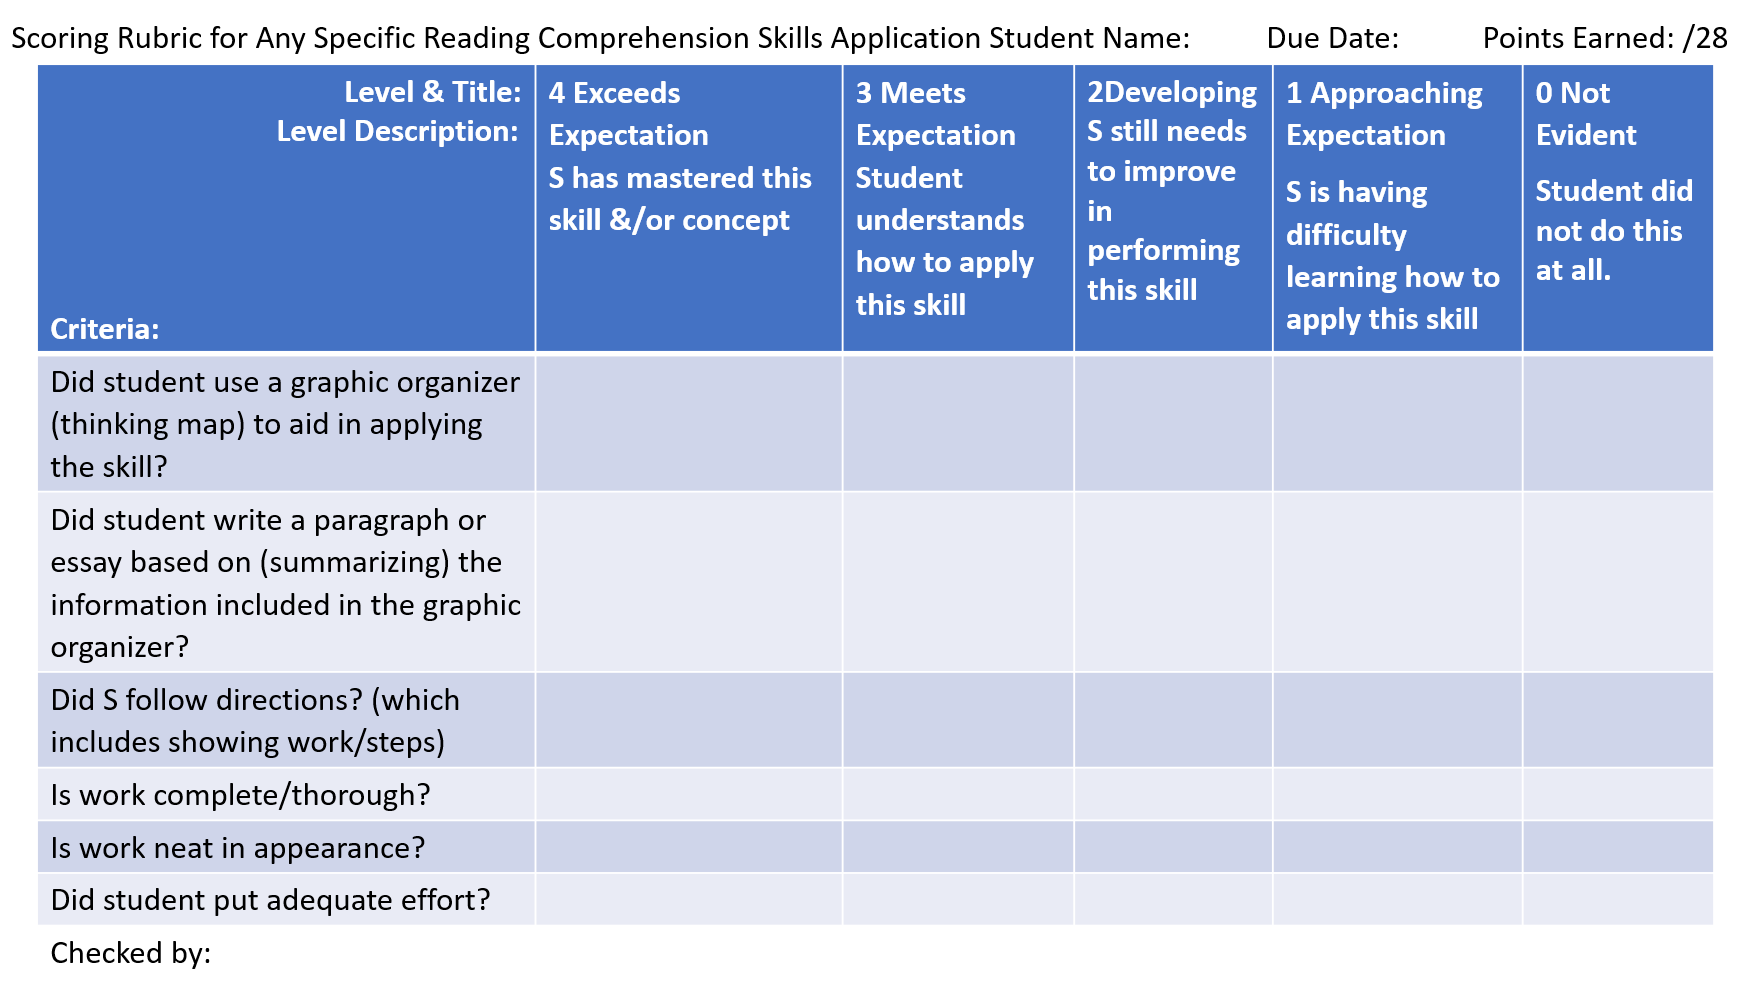 Scoring Rubric for Any Specific Reading Comprehension Skills Application Student Name: Due Date: Points Earned: /28
Level & Title:
Level Description:
Criteria:
4 Exceeds
Expectation
S has mastered this
skill &/or concept
3 Meets
Expectation
Student
understands
how to apply
this skill
2Developing
S still needs
to improve
in
performing
this skill
1 Approaching
Expectation
S is having
difficulty
learning how to
apply this skill
0 Not
Evident
Student did
not do this
at all.
Did student use a graphic organizer
(thinking map) to aid in applying
the skill?
Did student write a paragraph or
essay based on (summarizing) the
information included in the graphic
organizer?
Did S follow directions? (which
includes showing work/steps)
Is work complete/thorough?
Is work neat in appearance?
Did student put adequate effort?
Checked by: